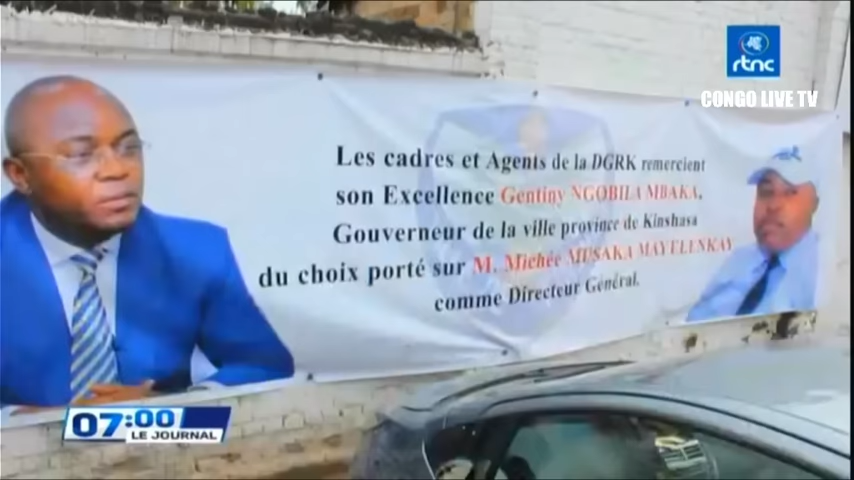 rtnc
CONGO LIVE TV
Les cadres et Agents de la DGRK remercient
son Excellence Gentiny NGOBILA MBAKA,
Gouverneur de la ville province de Kinshasa
du choix porté sur M. Michée MUSAKA MAYELENKAY
comme Directeur Général.
07:00
LE JOURNAL